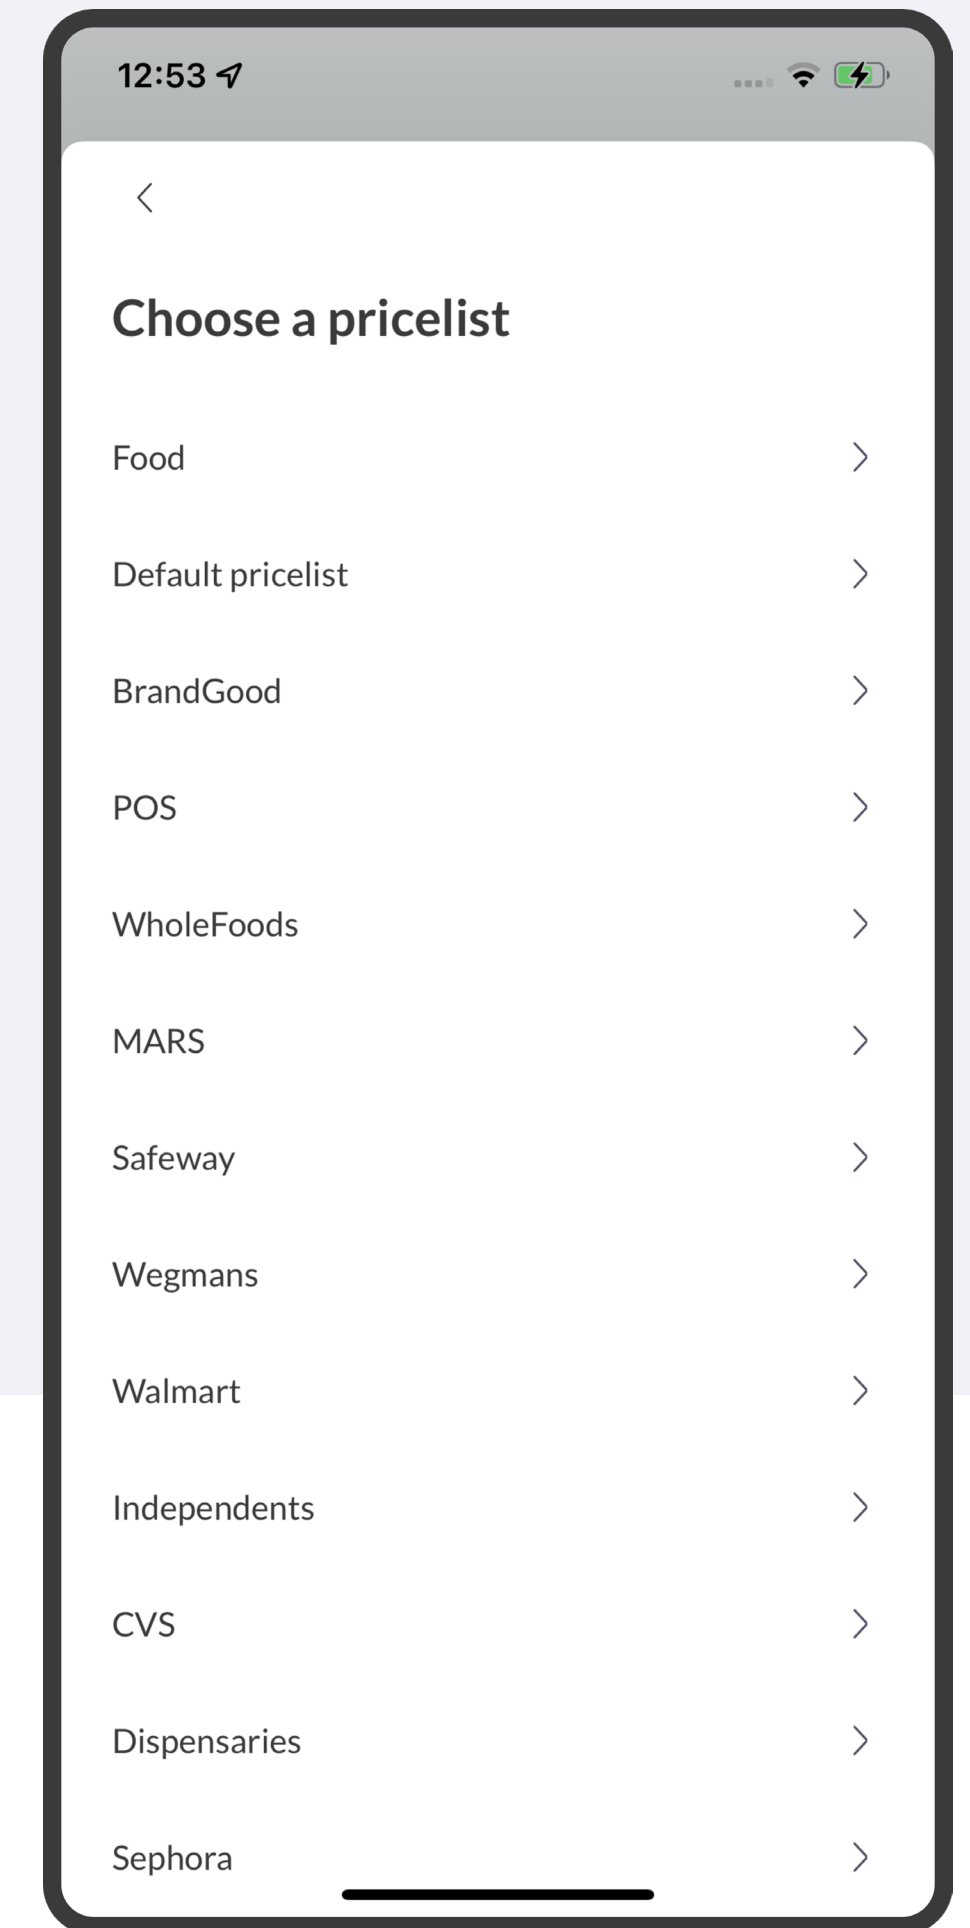 12:53
Choose a pricelist
Food
Default pricelist
BrandGood
POS
WholeFoods
MARS
Safeway
Wegmans
Walmart
Independents
CVS
Dispensaries
Sephora